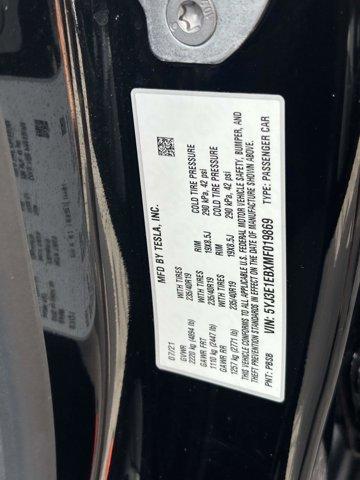 MFD BY TESLA, INC.
07/21
GVWR
2220 kg (4894 lb)
GAWR FRT WITH TIRES RIM COLD TIRE PRESSURE
1110 kg (2447 lb) 235/40R19 19X8.5J 290 kPa, 42 psi
GAWR RR WITH TIRES RIM COLD TIRE PRESSURE
1257 kg (2771 lb) 235/40R19 19X8.5J 290 kPa, 42 psi
THIS VEHICLE CONFORMS TO ALL APPLICABLE U.S. FEDERAL MOTOR VEHICLE SAFETY, BUMPER, AND
THEFT PREVENTION STANDARDS IN EFFECT ON THE DATE OF MANUFACTURE SHOWN ABOVE.
VIN: 5YJ3E1EBXMF019869 TYPE: PASSENGER CAR
PNT: PBSB